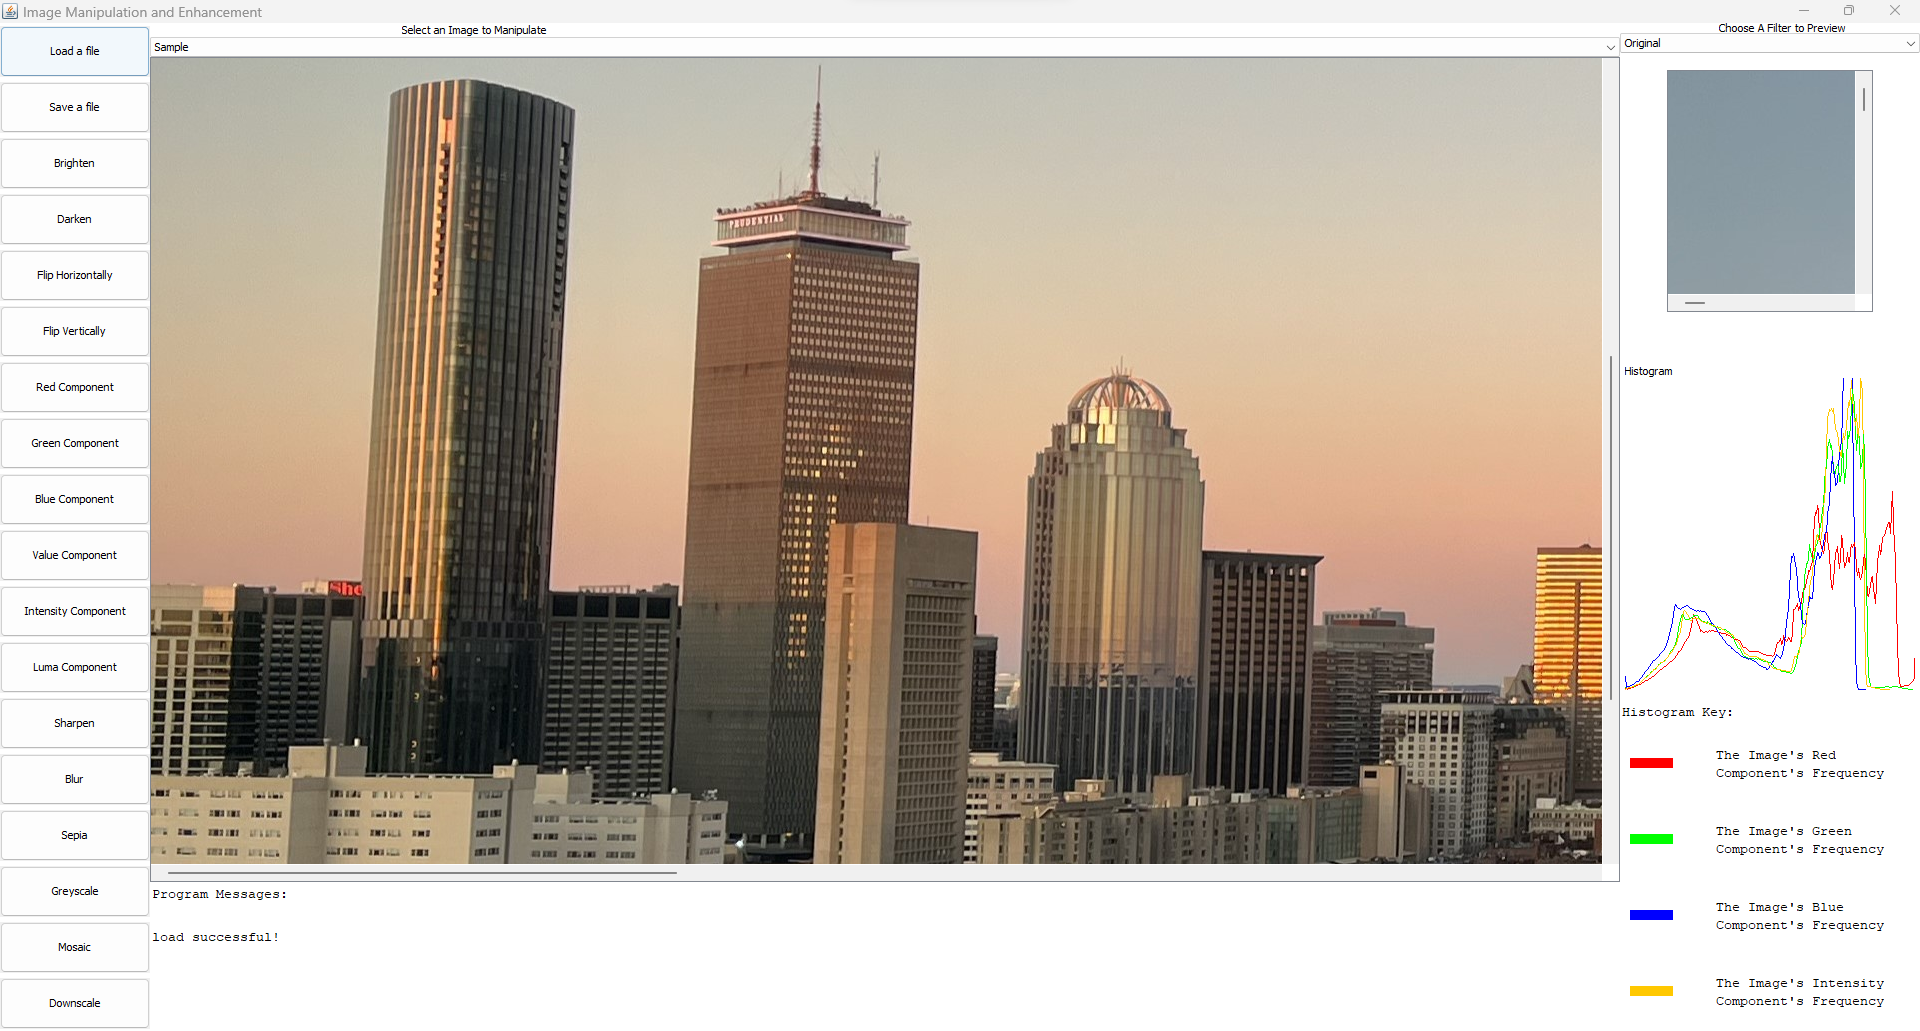 Image Manipulation and Enhancement
Load a file
Save a file
Brighten
Darken
Flip Horizontally
Flip Vertically
Red Component
Green Component
Blue Component
Value Component
Intensity Component
Luma Component
Sharpen
Blur
Sepia
Greyscale
Mosaic
Downscale
Select an Image to Manipulate
Sample
PRUDENTIAL
She
Program Messages:
load successful!
Choose A Filter to Preview
Original
Histogram
Histogram Key:
The Image's Red
Component's Frequency
The Image's Green
Component's Frequency
The Image's Blue
Component's Frequency
The Image's Intensity
Component's Frequency